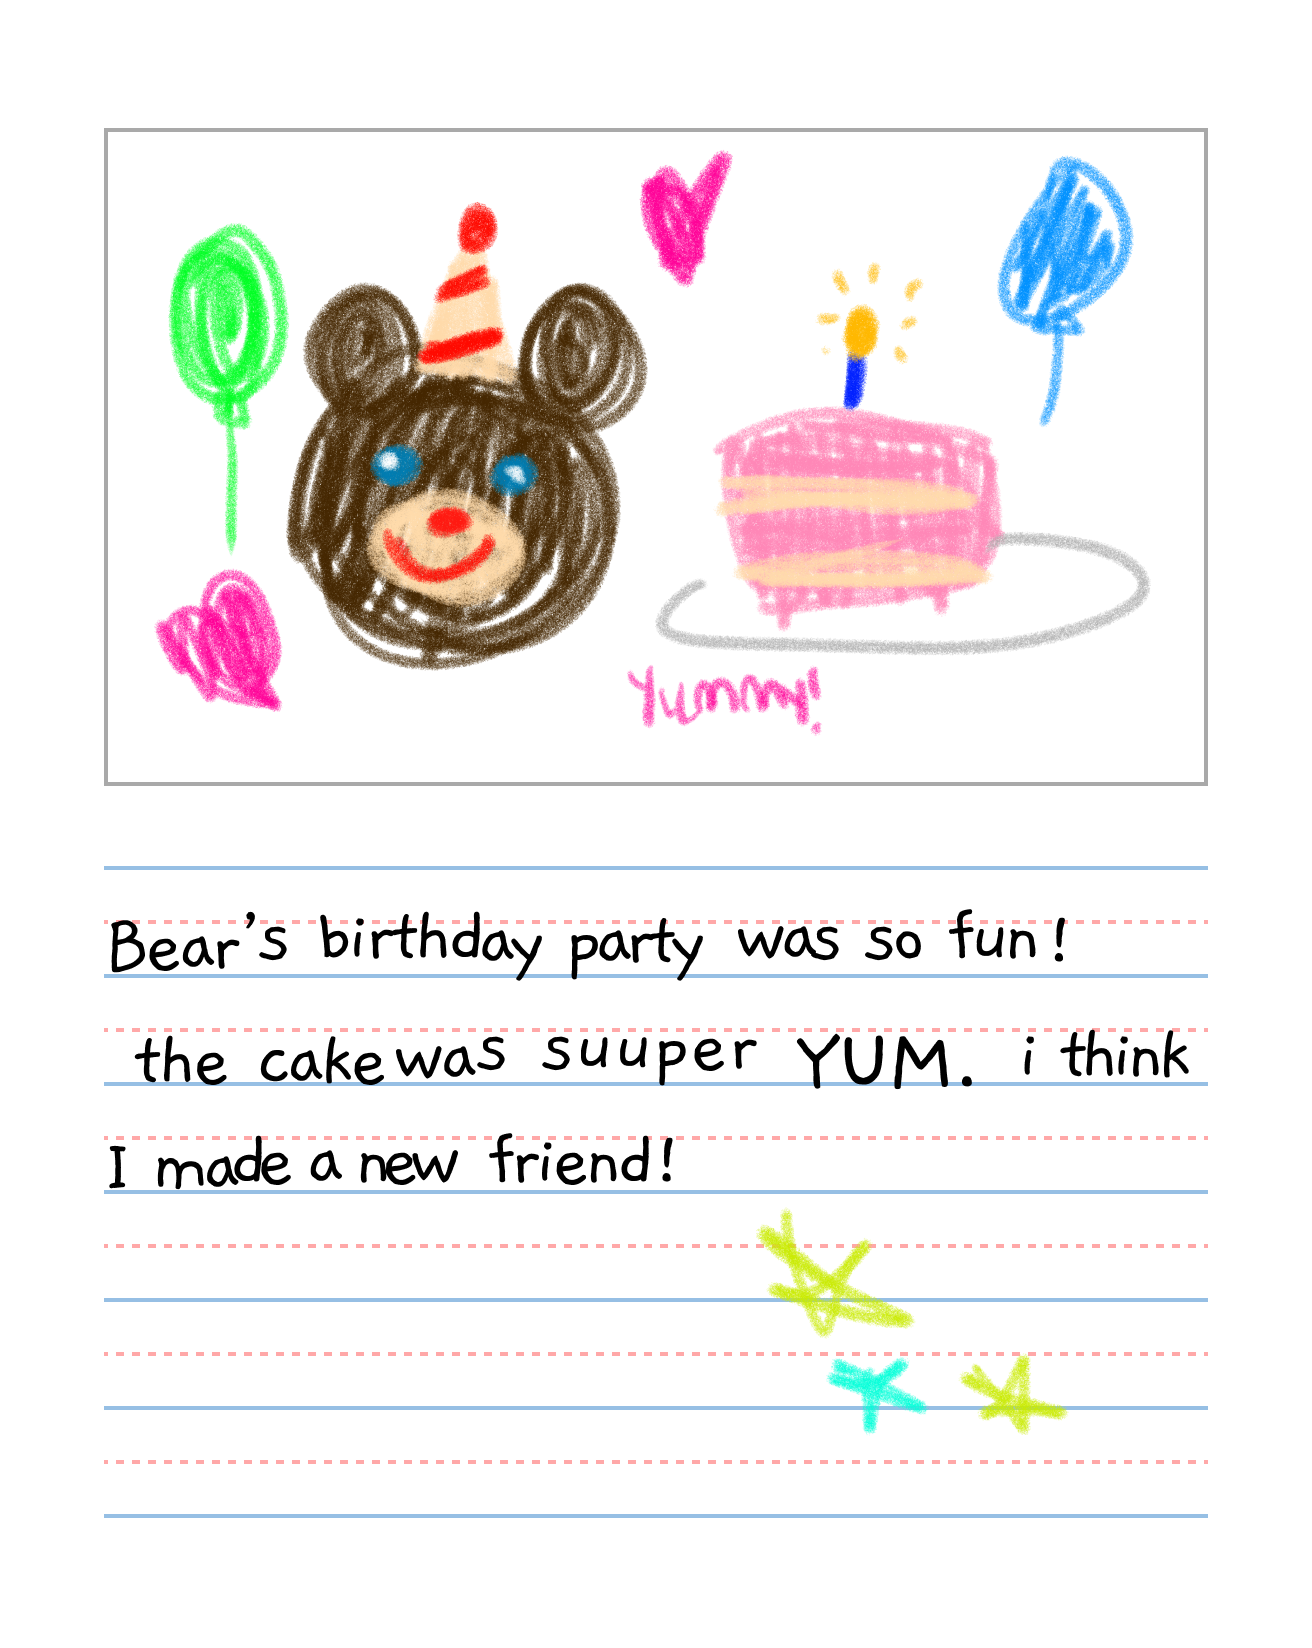 Yummy!
Bear's birthday party was so fun!
the cake was suuper YUM. i think
I made a new friend!